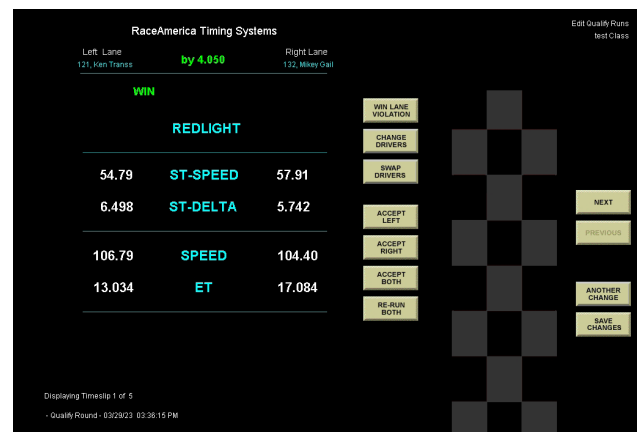 RaceAmerica Timing Systems
Edit Qualify Runs
test Class
Left Lane
by 4.050
Right Lane
121, Ken Transs
132, Mikey Gail
WIN
REDLIGHT
54.79 ST-SPEED 57.91
6.498 ST-DELTA 5.742
106.79 SPEED 104.40
13.034 ET 17.084
WIN LANE
VIOLATION
CHANGE
DRIVERS
SWAP
DRIVERS
ACCEPT
LEFT
ACCEPT
RIGHT
ACCEPT
BOTH
RE-RUN
BOTH
NEXT
PREVIOUS
ANOTHER
CHANGE
SAVE
CHANGES
Displaying Timeslip 1 of 5
- Qualify Round - 03/29/23 03:36:15 PM